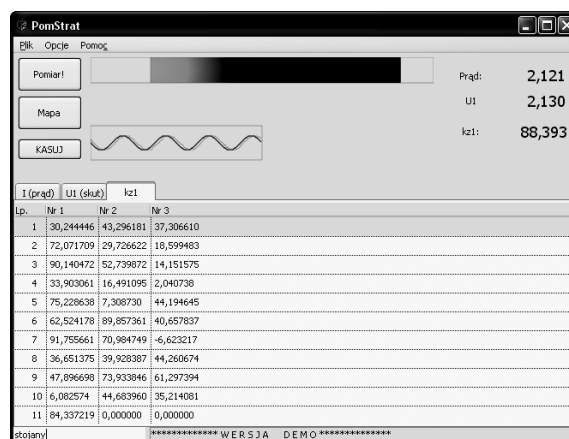 PomStrat
Plik Opcje Pomoc
Pomiar!
Prąd: 2,121
U1 2,130
Mapa
kz1: 88,393
KASUJ
I (prąd) U1 (skut) kz1
Lp. Nr 1 Nr 2 Nr 3
1 30,244446 43,296181 37,306610
2 72,071709 29,726622 18,599483
3 90,140472 52,739872 14,151575
4 33,903061 16,491095 2,040738
5 75,228638 7,308730 44,194645
6 62,524178 89,857361 40,657837
7 91,755661 70,984749 -6,623217
8 36,651375 39,928387 44,260674
9 47,896698 73,933846 61,297394
10 6,082574 44,683960 35,214081
11 84,337219 0,000000 0,000000
stojany ************** W E R S J A D E M O ***************